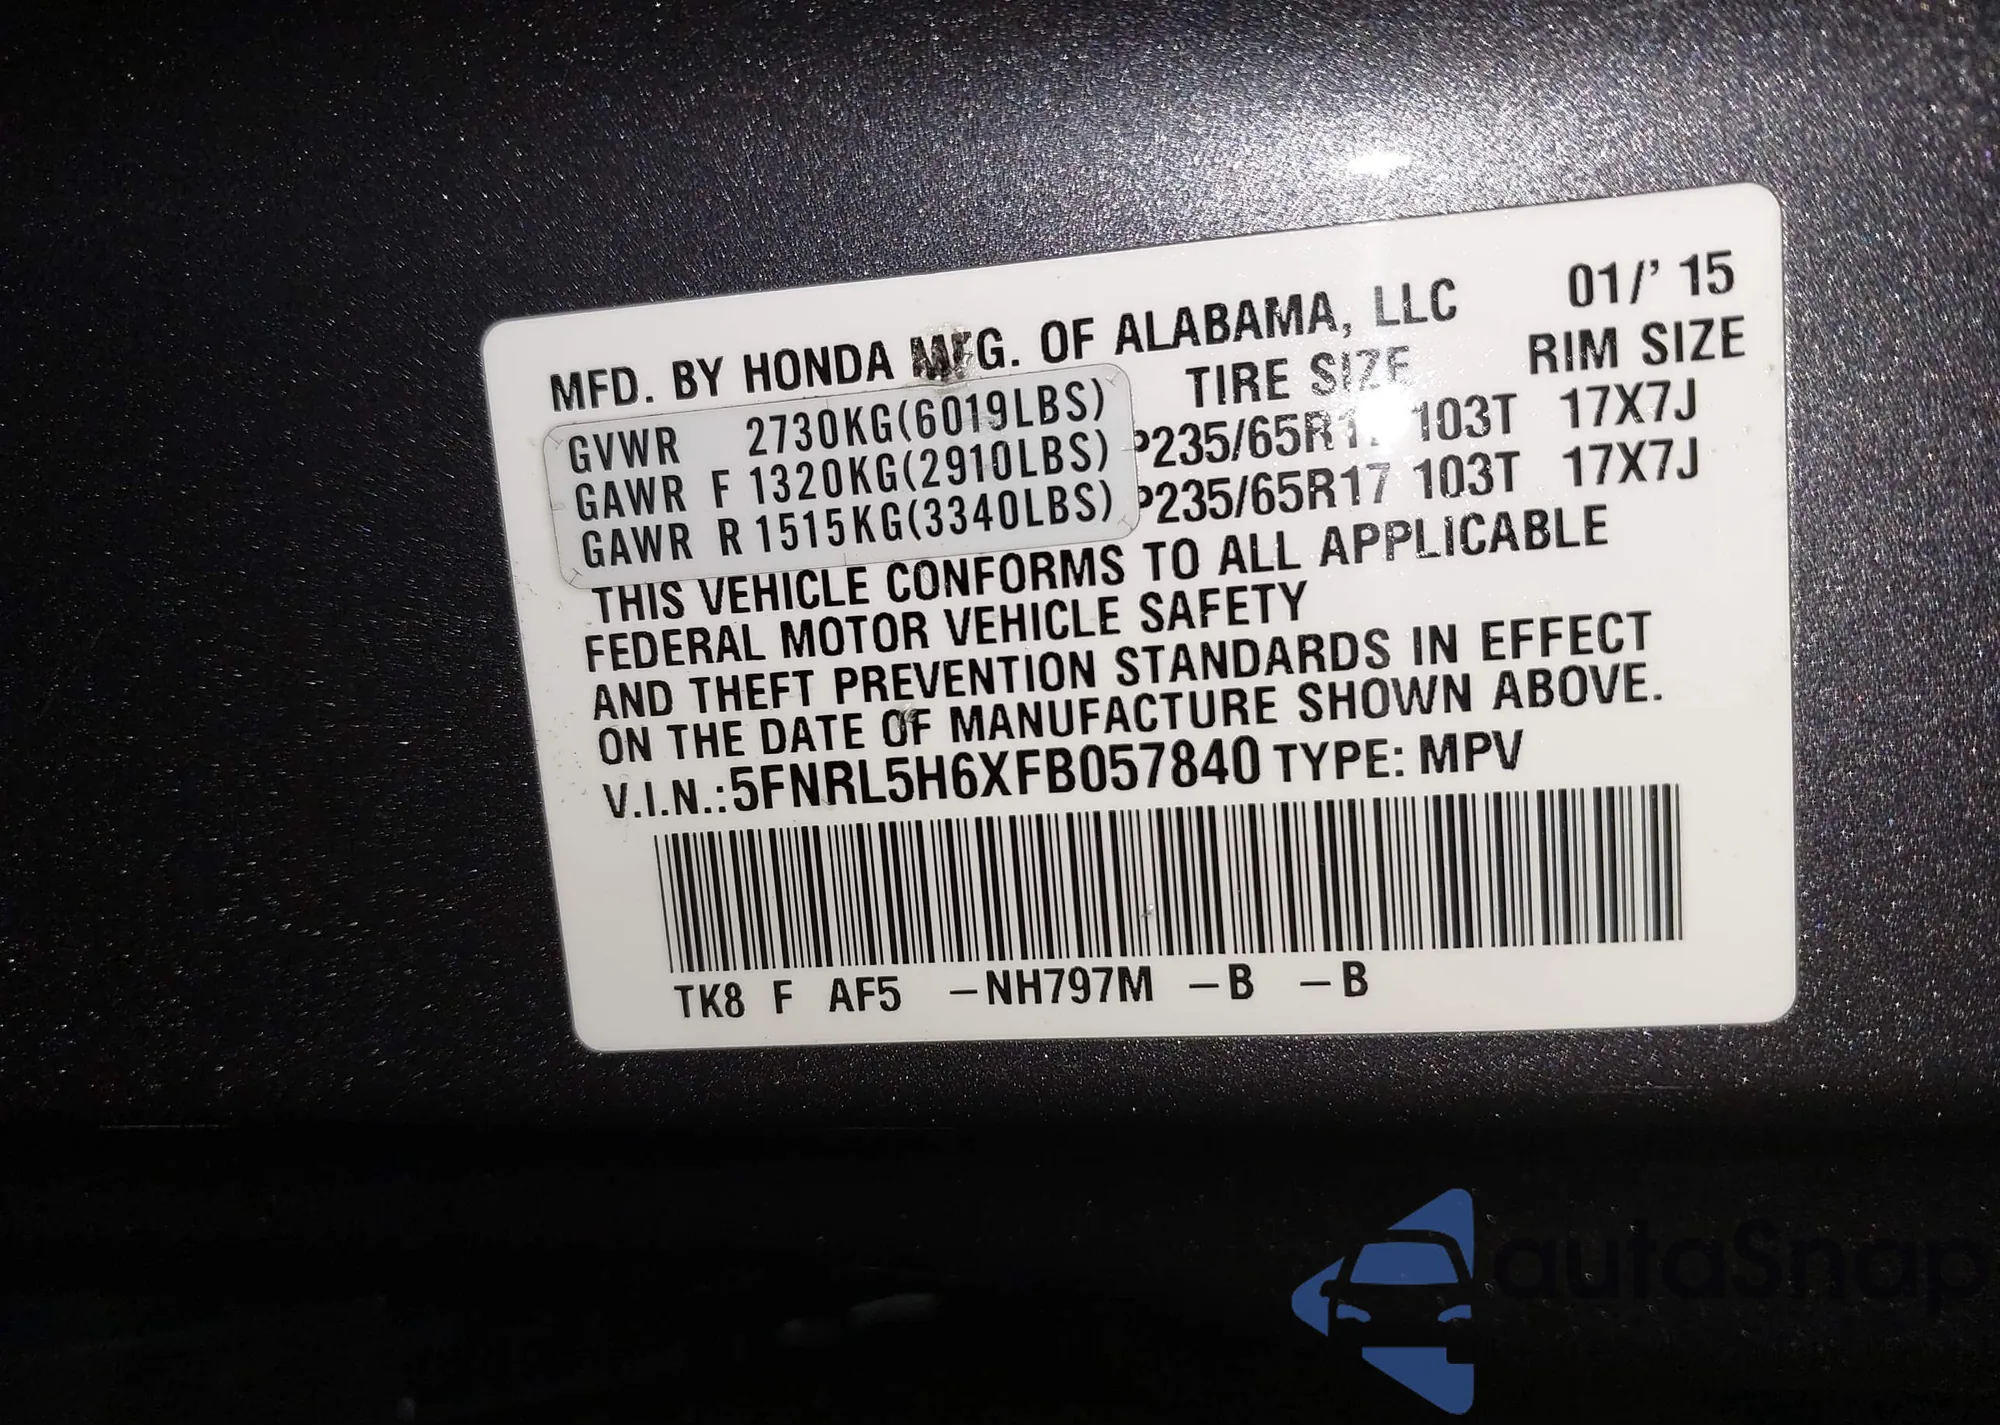 MFD. BY HONDA MFG. OF ALABAMA, LLC 01/' 15
TIRE SIZE RIM SIZE
GVWR 2730KG(6019LBS)
GAWR F 1320KG(2910LBS) P235/65R17 103T 17X7J
GAWR R 1515KG(3340LBS) P235/65R17 103T 17X7J
THIS VEHICLE CONFORMS TO ALL APPLICABLE
FEDERAL MOTOR VEHICLE SAFETY
AND THEFT PREVENTION STANDARDS IN EFFECT
ON THE DATE OF MANUFACTURE SHOWN ABOVE.
V.I.N.:5FNRL5H6XFB057840 TYPE: MPV
TK8 F AF5 -NH797M -B -B
autaSnap